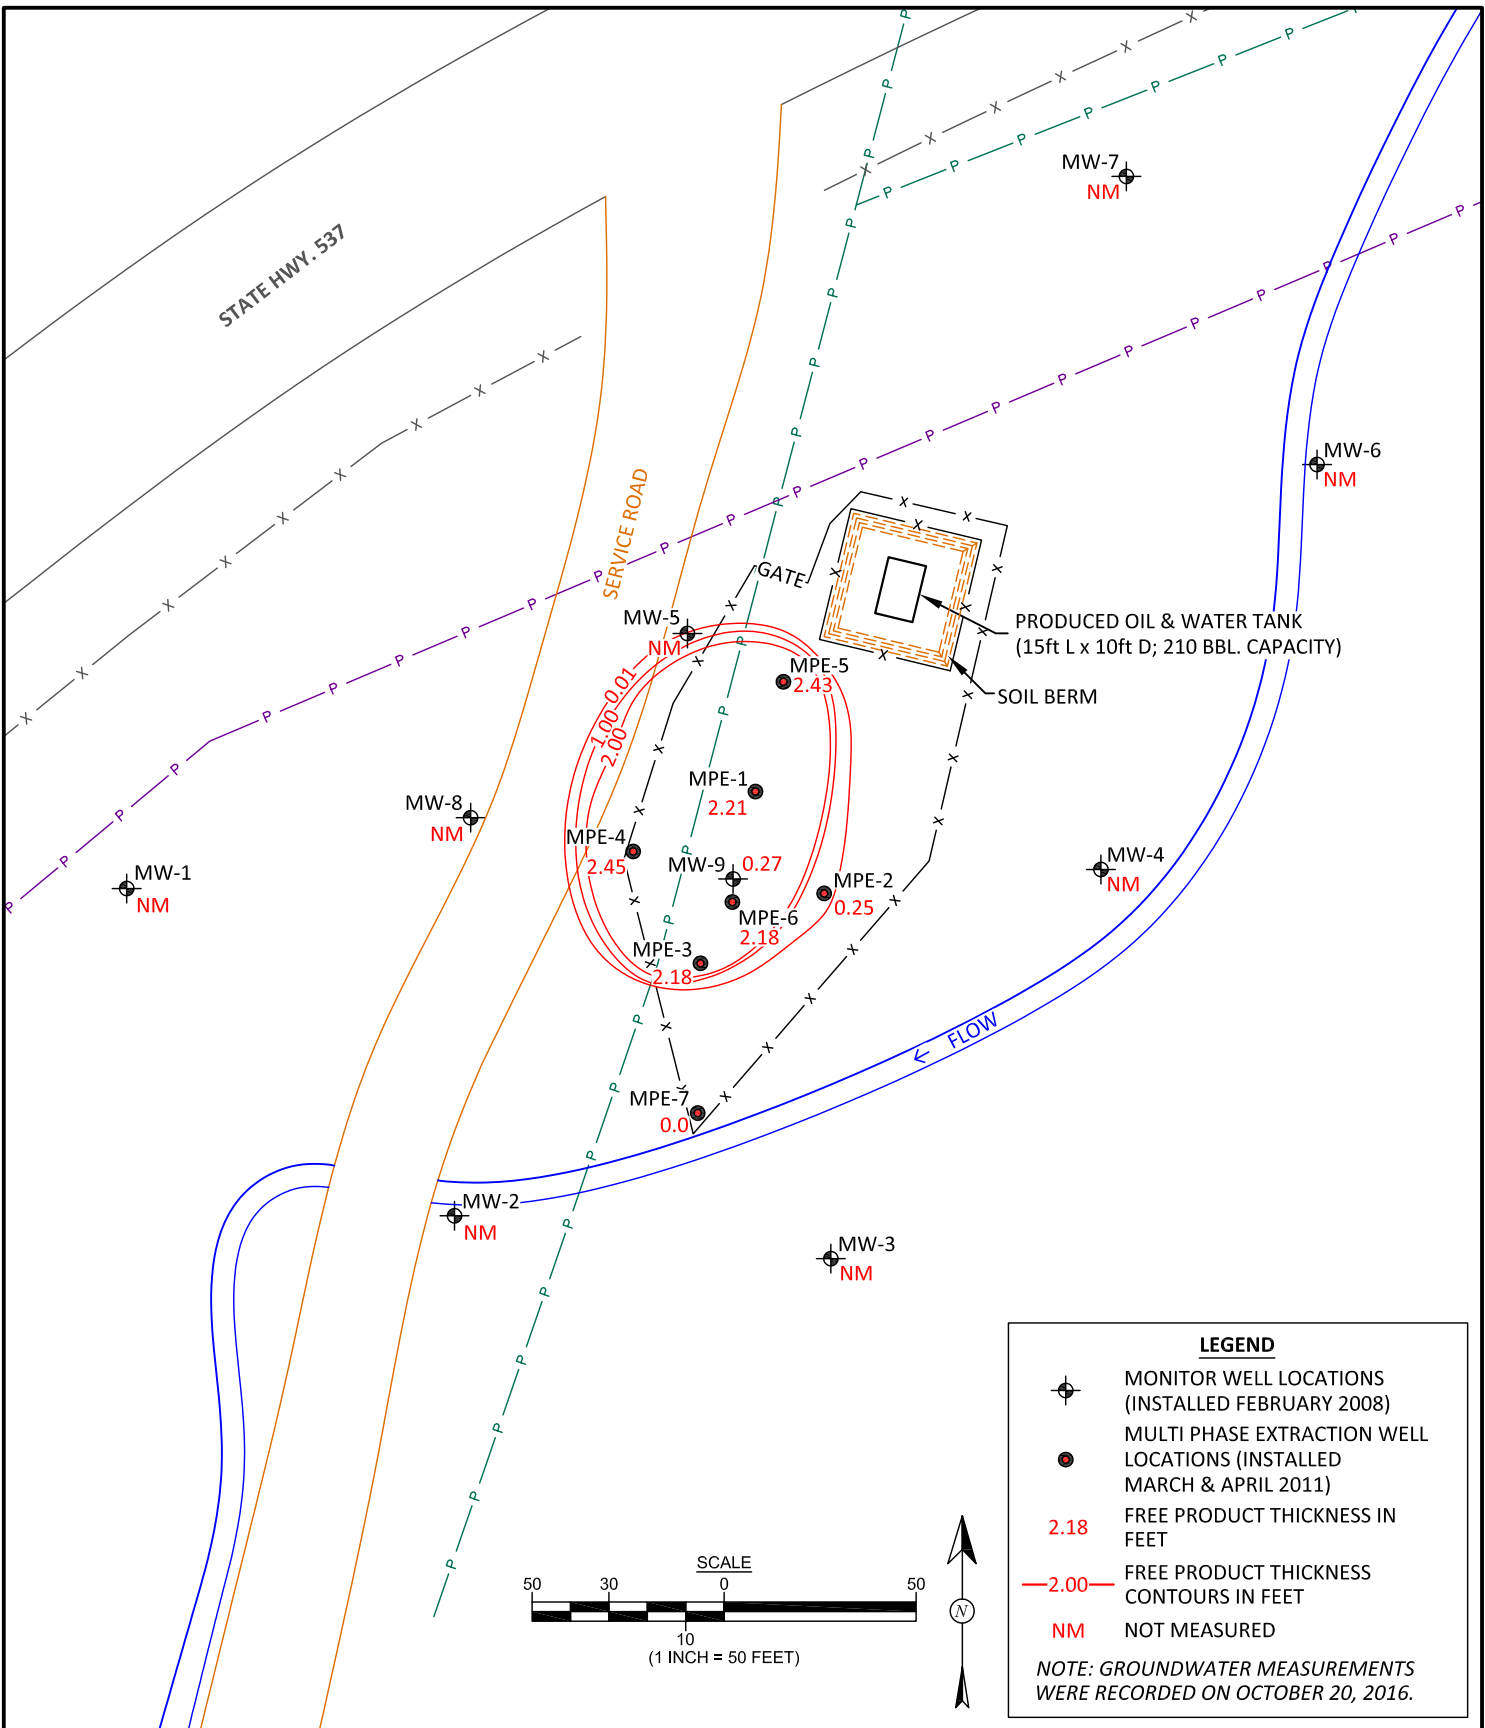 STATE HWY. 537
SERVICE ROAD
MW-7
NM
MW-6
NM
GATE
PRODUCED OIL & WATER TANK
(15ft L x 10ft D; 210 BBL. CAPACITY)
SOIL BERM
MW-5
NM
0.01
1.00
2.00
MPE-5
2.43
MPE-1
2.21
MW-8
NM
MPE-4
2.45
MW-9
0.27
MPE-2
0.25
MPE-6
2.18
MPE-3
2.18
MW-4
NM
MW-1
NM
FLOW
MPE-7
0.0
MW-2
NM
MW-3
NM
SCALE
50 30 0 50
10
(1 INCH = 50 FEET)
N
LEGEND
MONITOR WELL LOCATIONS
(INSTALLED FEBRUARY 2008)
MULTI PHASE EXTRACTION WELL
LOCATIONS (INSTALLED
MARCH & APRIL 2011)
2.18 FREE PRODUCT THICKNESS IN
FEET
2.00 FREE PRODUCT THICKNESS
CONTOURS IN FEET
NM NOT MEASURED
NOTE: GROUNDWATER MEASUREMENTS
WERE RECORDED ON OCTOBER 20, 2016.